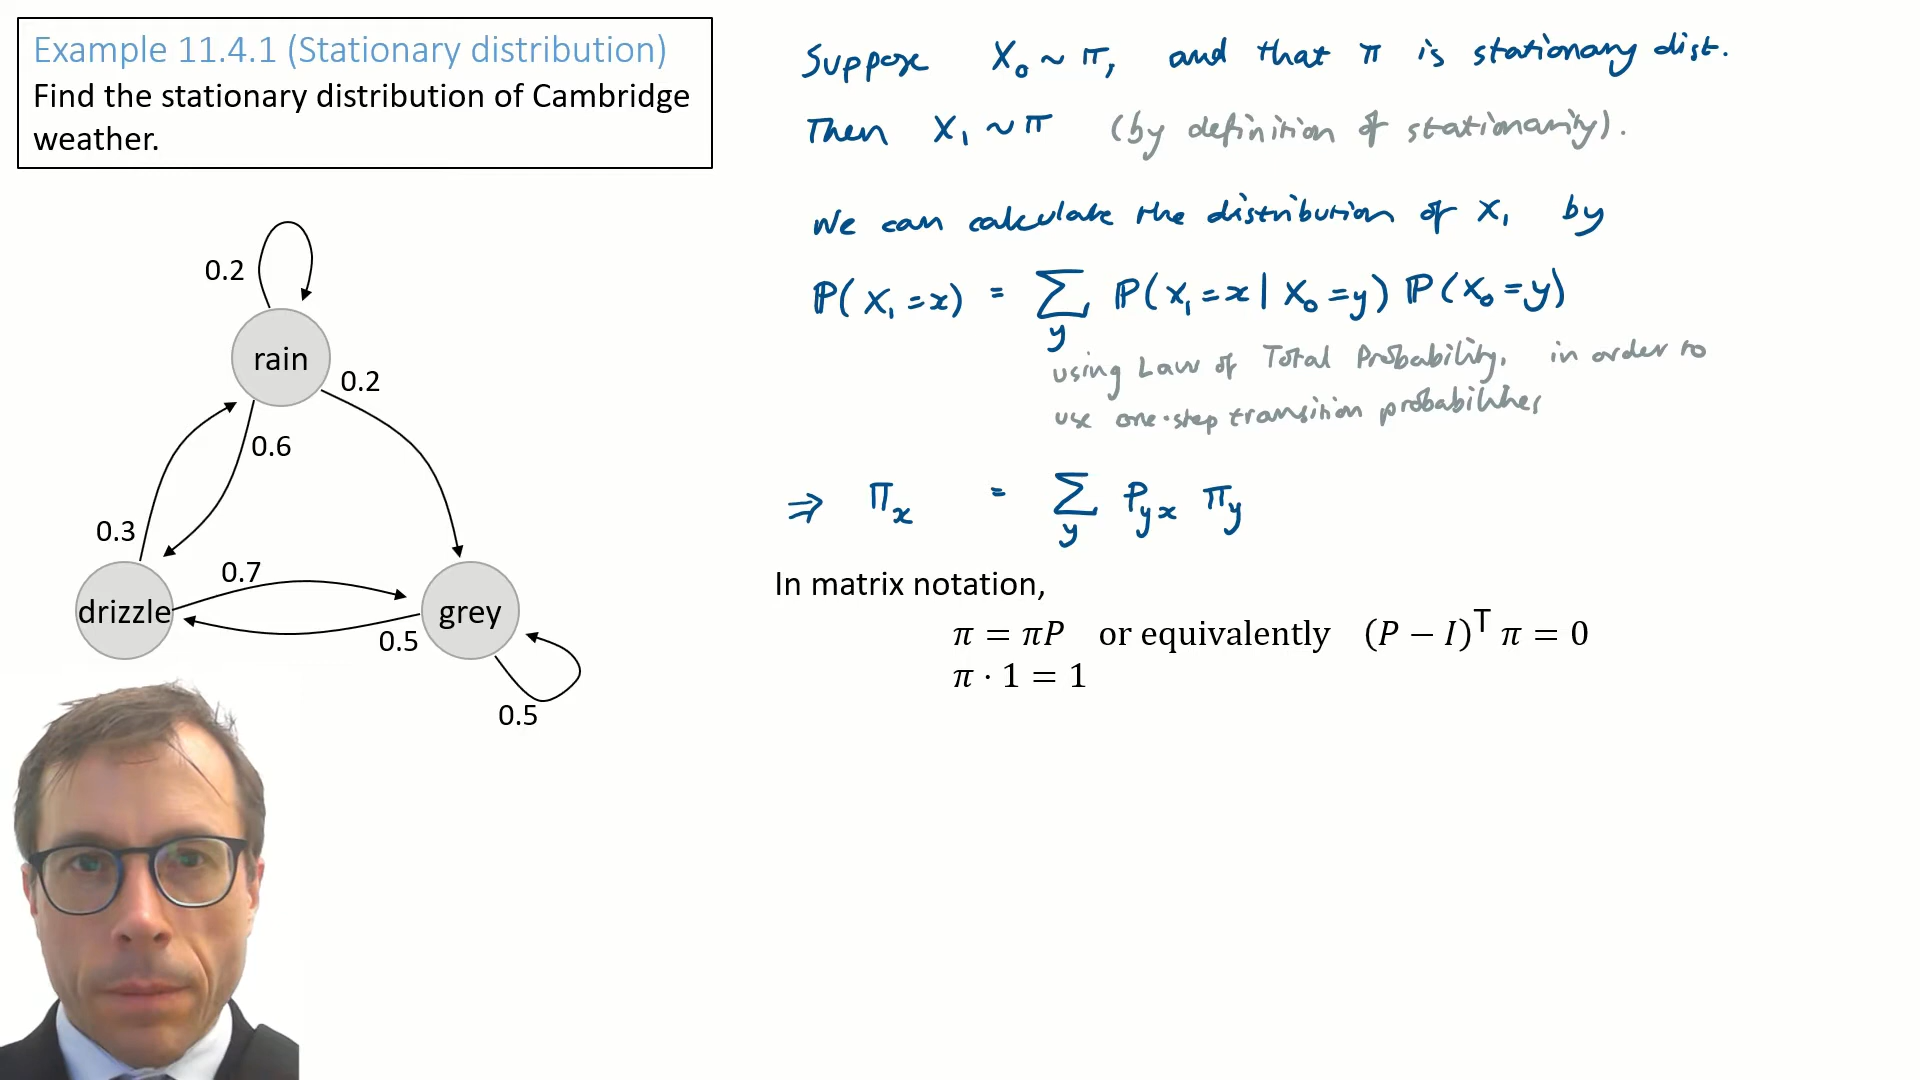 Example 11.4.1 (Stationary distribution)
Find the stationary distribution of Cambridge
weather.
0.2
rain
0.2
0.6
0.3
0.7
drizzle
grey
0.5
0.5
Suppose X₀ ~ π, and that π is stationary dist.
Then X₁ ~ π (by definition of stationarity).
We can calculate the distribution of X₁ by
ℙ(X₁ = x) = ∑_y ℙ(X₁ = x | X₀ = y) ℙ(X₀ = y)
using Law of Total Probability, in order to
use one-step transition probabilities
⇒ π_x = ∑_y P_yx π_y
In matrix notation,
π = πP or equivalently (P − I)ᵀ π = 0
π · 1 = 1